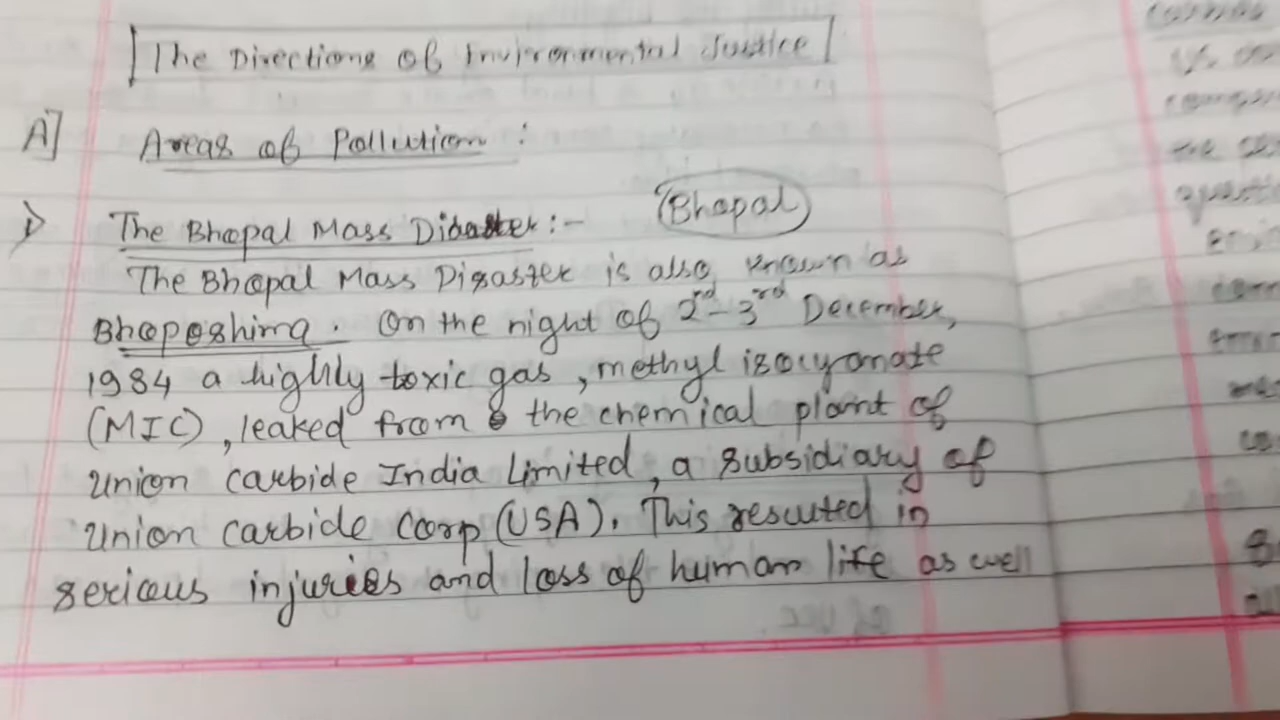 The Directions of Environmental Justice
A] Areas of Pollution :
1) The Bhopal Mass Disaster :- Bhopal
The Bhopal Mass Disaster is also known as
Bhoposhima. On the night of 2nd - 3rd December,
1984 a highly toxic gas, methyl isocyanate
(MIC), leaked from the chemical plant of
Union carbide India Limited, a subsidiary of
Union carbide Corp (USA). This resulted in
serious injuries and loss of human life as well